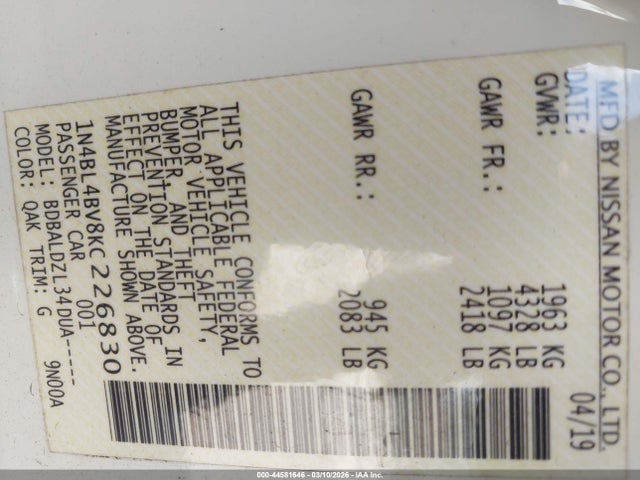 MFD BY NISSAN MOTOR CO., LTD.
DATE: 04/19
GVWR: 1963 KG
4328 LB
GAWR FR.: 1097 KG
2418 LB
GAWR RR.: 945 KG
2083 LB
THIS VEHICLE CONFORMS TO
ALL APPLICABLE FEDERAL
MOTOR VEHICLE SAFETY,
BUMPER, AND THEFT
PREVENTION STANDARDS IN
EFFECT ON THE DATE OF
MANUFACTURE SHOWN ABOVE.
1N4BL4BV8KC226830
PASSENGER CAR 001
MODEL: BDBALDZL34DUA-----
COLOR: QAK TRIM: G 9N00A
000-44581646 - 03/10/2026 - IAA Inc.